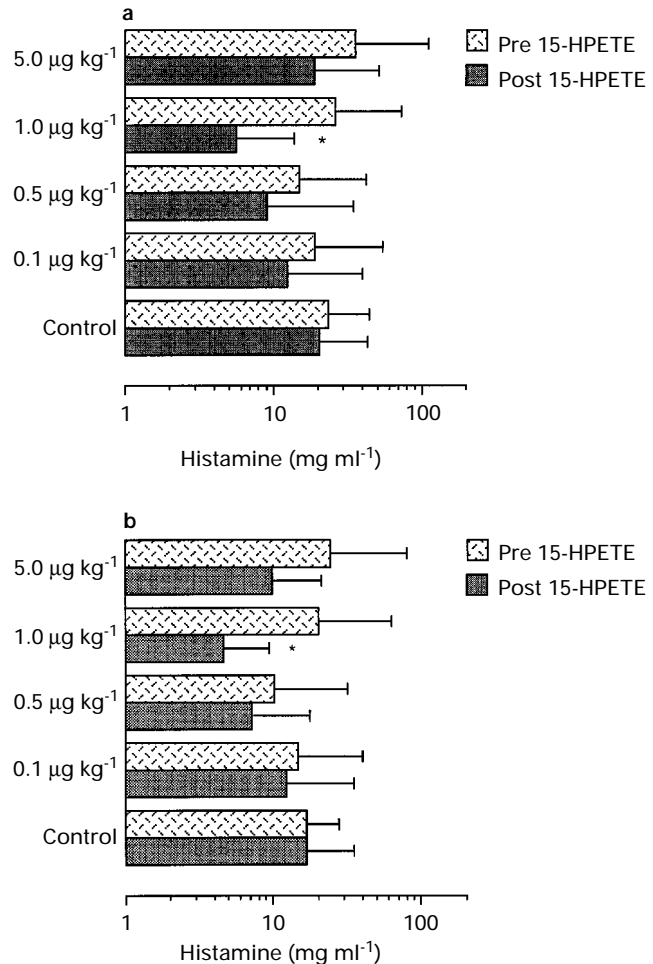 a
Pre 15-HPETE
Post 15-HPETE
5.0 µg kg⁻¹
1.0 µg kg⁻¹
*
0.5 µg kg⁻¹
0.1 µg kg⁻¹
Control
1 10 100
Histamine (mg ml⁻¹)
b
Pre 15-HPETE
Post 15-HPETE
5.0 µg kg⁻¹
1.0 µg kg⁻¹
*
0.5 µg kg⁻¹
0.1 µg kg⁻¹
Control
1 10 100
Histamine (mg ml⁻¹)